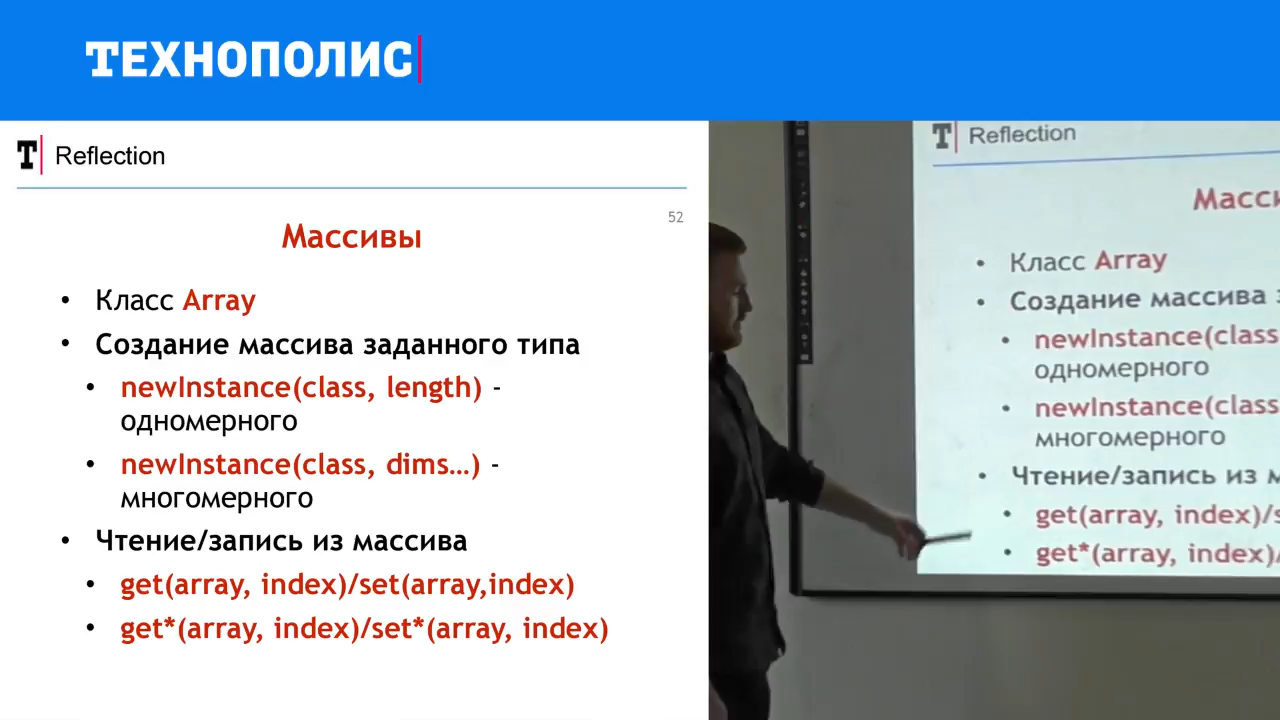 ТЕХНОПОЛИС
T Reflection
52
Массивы
• Класс Array
• Создание массива заданного типа
• newInstance(class, length) -
одномерного
• newInstance(class, dims…) -
многомерного
• Чтение/запись из массива
• get(array, index)/set(array,index)
• get*(array, index)/set*(array, index)
T Reflection
Масси
• Класс Array
• Создание массива з
• newInstance(class
одномерного
• newInstance(class
многомерного
• Чтение/запись из м
• get(array, index)/s
• get*(array, index)/